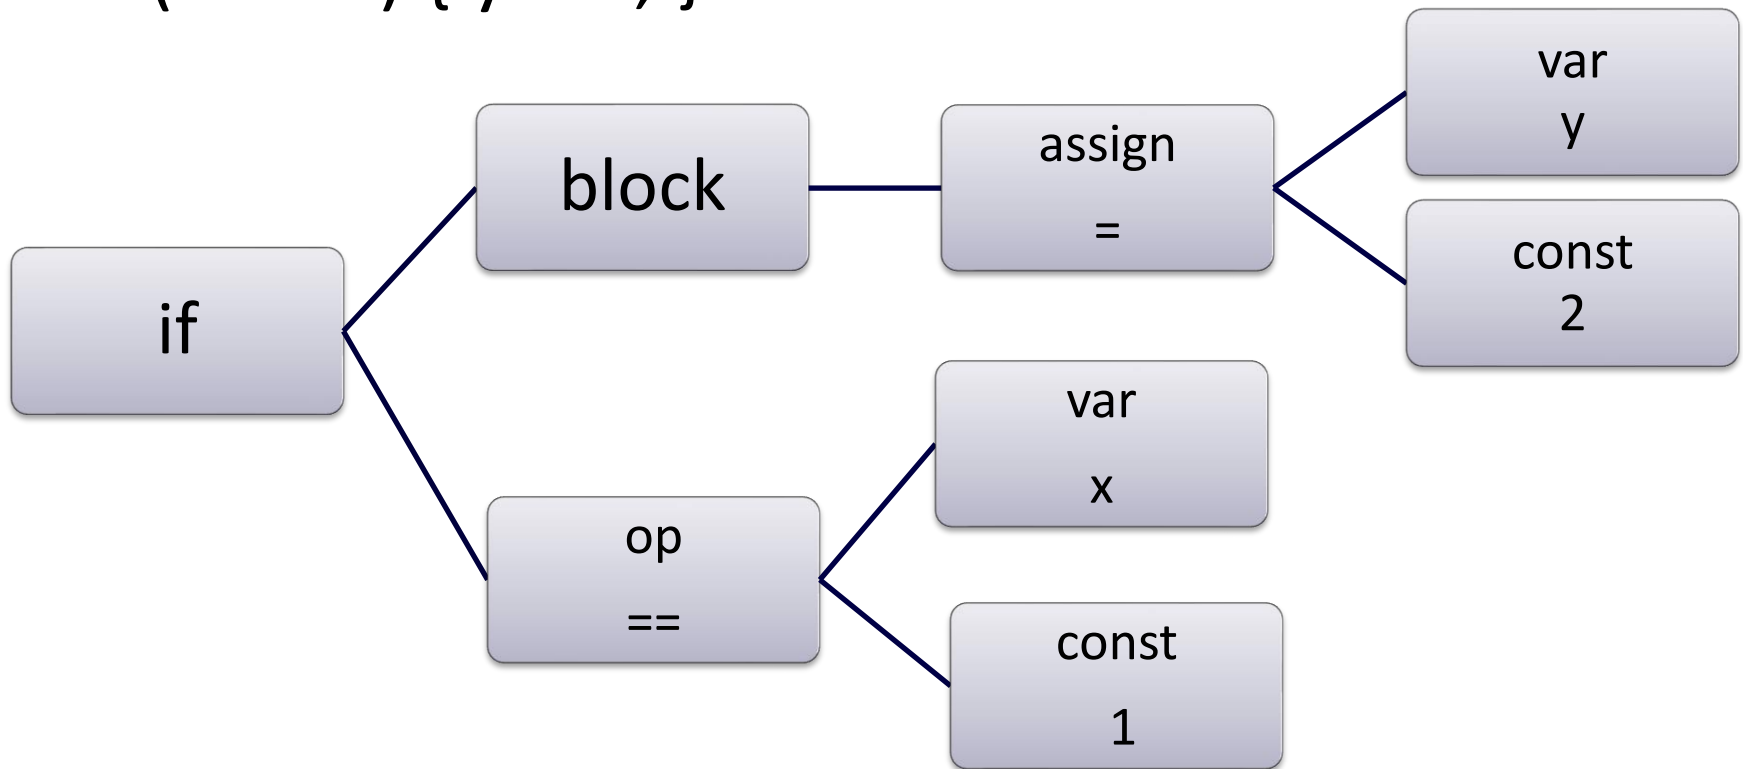 if
block
assign
=
var
y
const
2
op
==
var
x
const
1